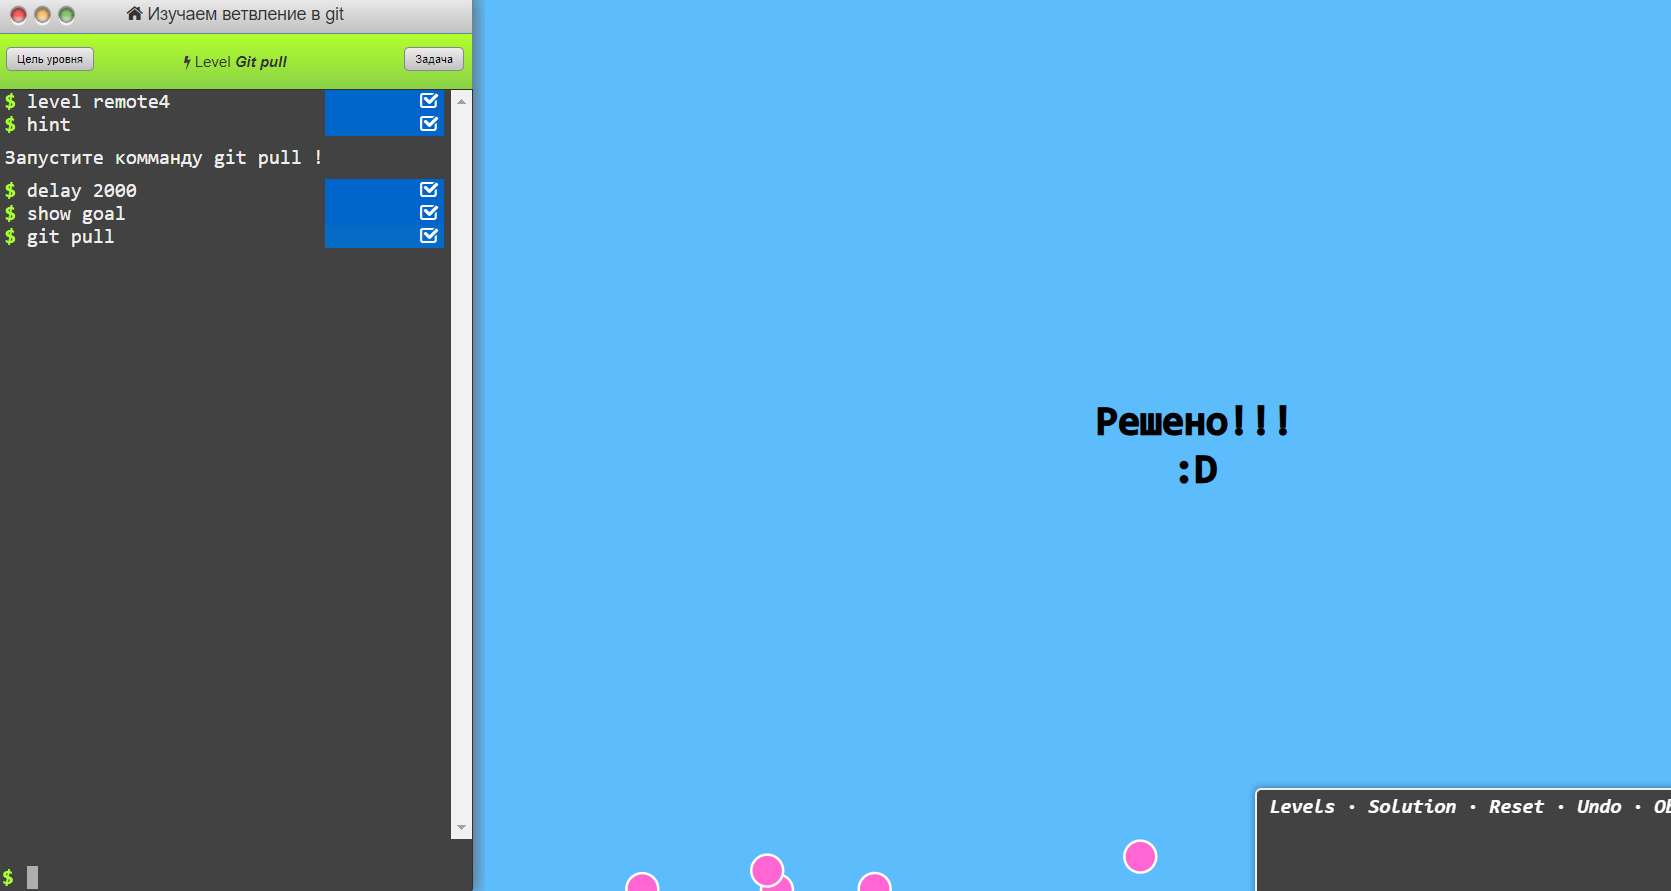 Изучаем ветвление в git
Цель уровня
Level Git pull
Задача
$ level remote4
$ hint
Запустите комманду git pull !
$ delay 2000
$ show goal
$ git pull
$
Решено!!!
:D
Levels · Solution · Reset · Undo ·